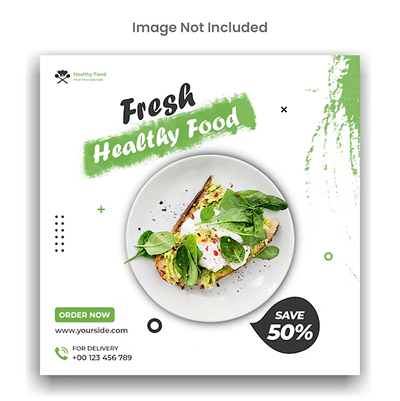 Image Not Included
Healthy Food
Fresh
Healthy Food
SAVE
50%
ORDER NOW
www.yourside.com
FOR DELIVERY
+00 123 456 789